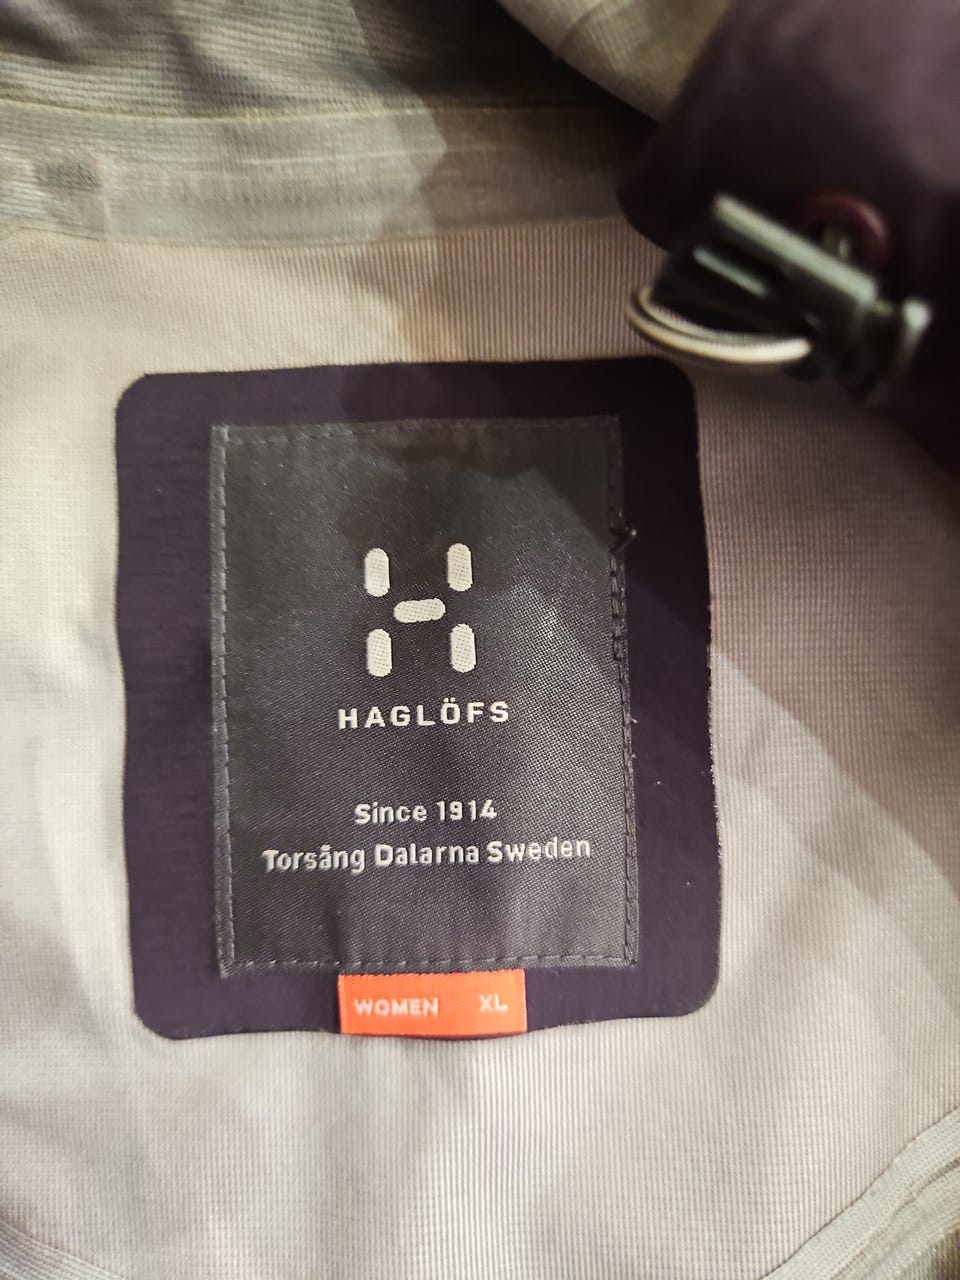 HAGLÖFS
Since 1914
Torsång Dalarna Sweden
WOMEN XL